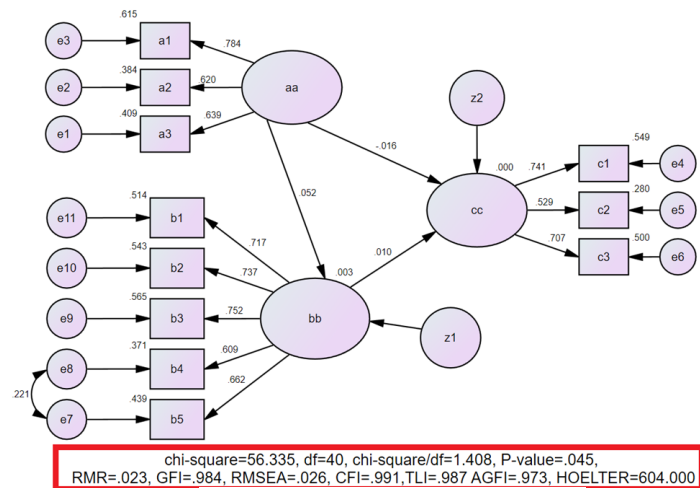 .615
e3
a1
.784
aa
.384
e2
a2
.620
.409
e1
a3
.639
z2
-.016
.549
.000
.741
c1
e4
cc
.280
.529
c2
e5
.707
.500
c3
e6
.052
.514
e11
b1
.717
.010
.543
e10
b2
.737
.003
.565
e9
b3
.752
bb
z1
.371
e8
b4
.609
.221
.662
.439
e7
b5
chi-square=56.335, df=40, chi-square/df=1.408, P-value=.045,
RMR=.023, GFI=.984, RMSEA=.026, CFI=.991,TLI=.987 AGFI=.973, HOELTER=604.000